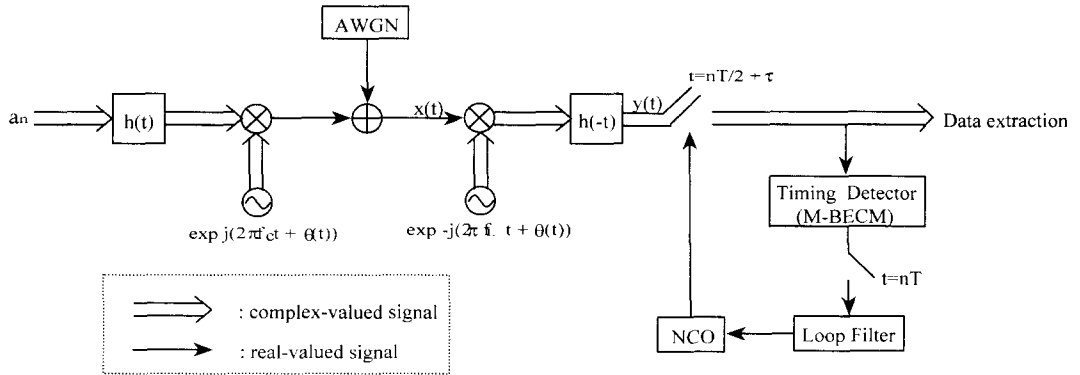 AWGN
t=nT/2 + τ
aₙ
h(t)
x(t)
h(-t)
y(t)
Data extraction
Timing Detector
(M-BECM)
exp j(2πf_ct + θ(t))
exp -j(2π f. t + θ(t))
t=nT
: complex-valued signal
: real-valued signal
NCO
Loop Filter